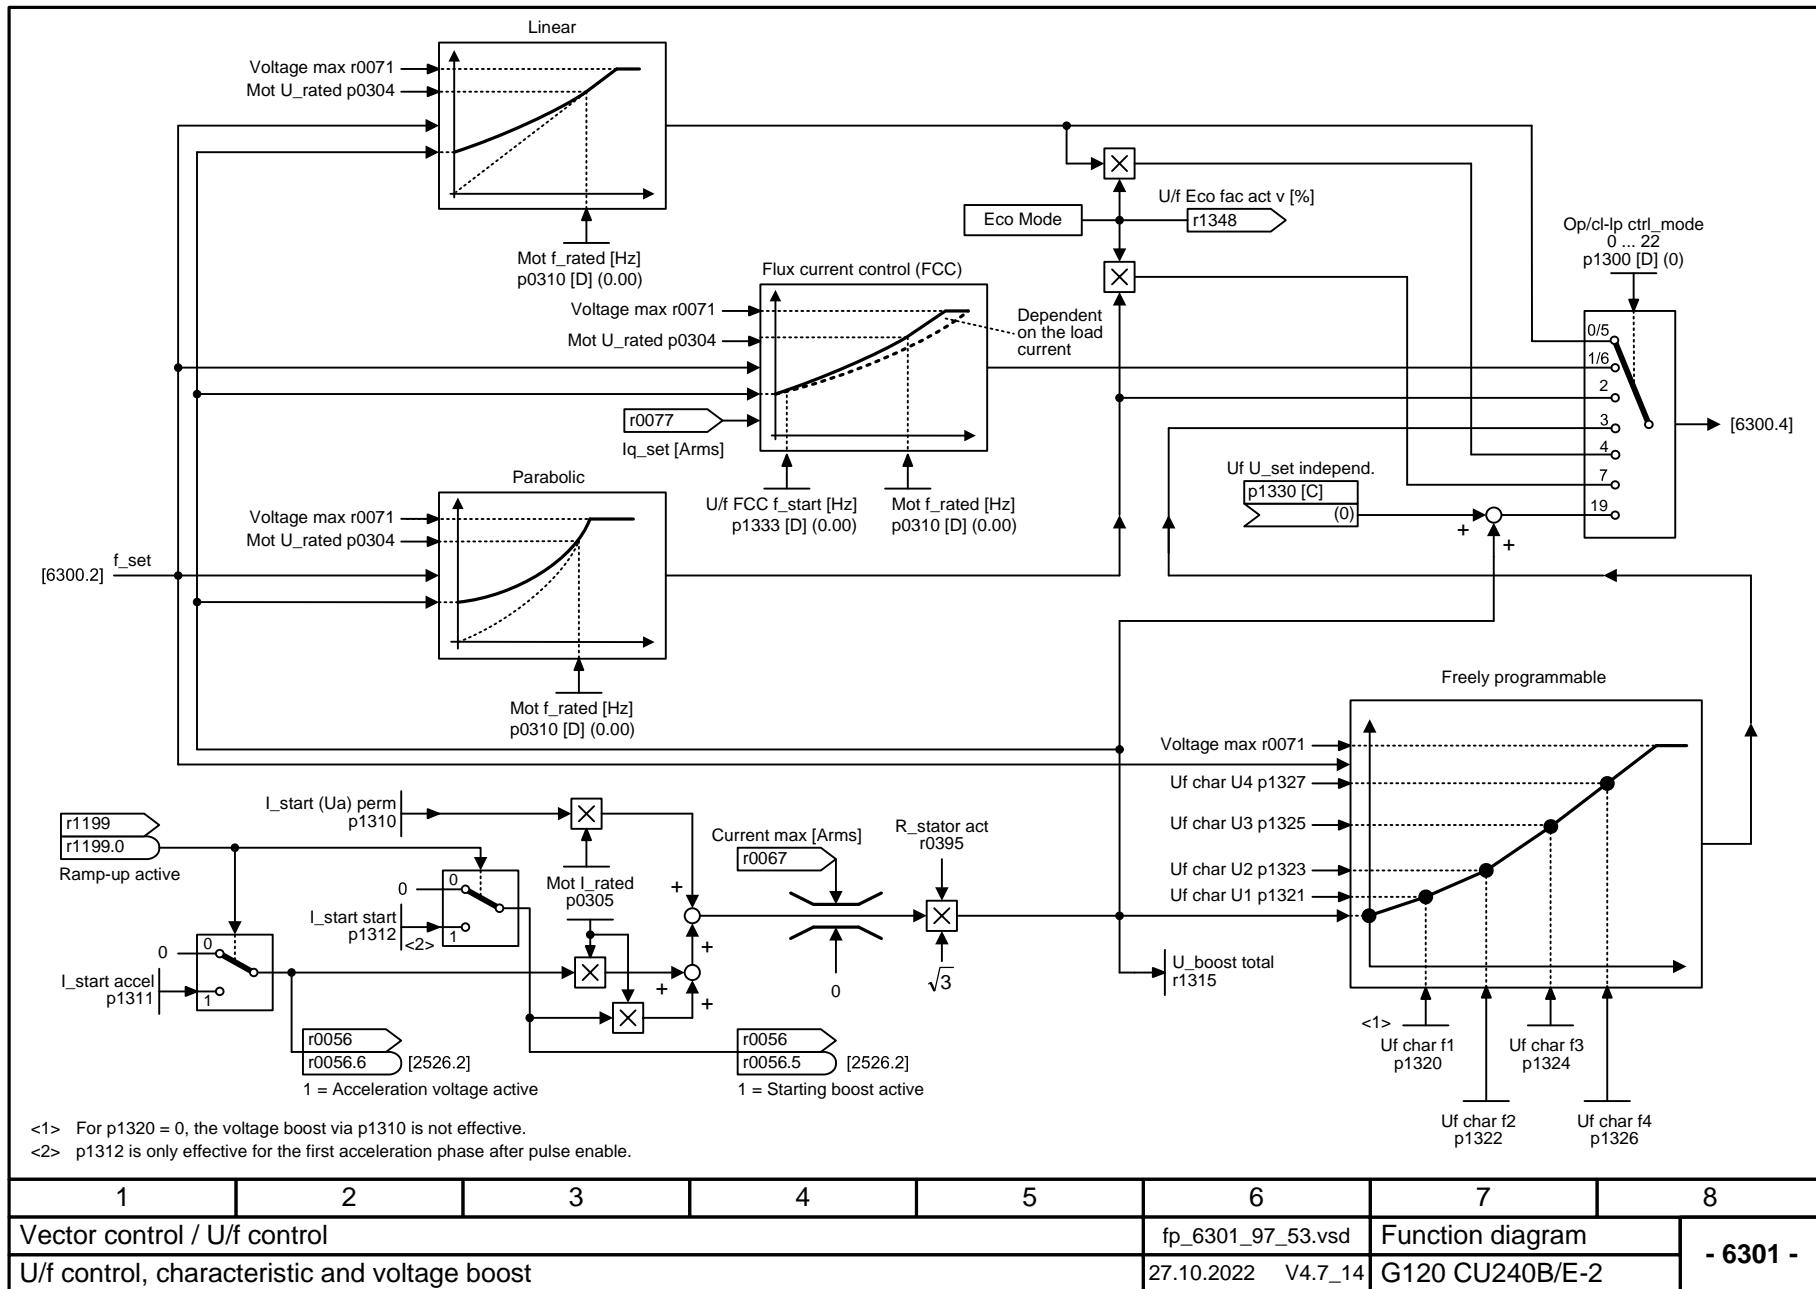 Linear
Voltage max r0071
Mot U_rated p0304
Mot f_rated [Hz]
p0310 [D] (0.00)
Eco Mode
U/f Eco fac act v [%]
r1348
Op/cl-lp ctrl_mode
0 ... 22
p1300 [D] (0)
Flux current control (FCC)
Voltage max r0071
Mot U_rated p0304
Dependent
on the load
current
r0077
Iq_set [Arms]
U/f FCC f_start [Hz]
p1333 [D] (0.00)
Mot f_rated [Hz]
p0310 [D] (0.00)
0/5
1/6
2
3
4
7
19
[6300.4]
Uf U_set independ.
p1330 [C]
(0)
+
+
Parabolic
Voltage max r0071
Mot U_rated p0304
[6300.2]
f_set
Mot f_rated [Hz]
p0310 [D] (0.00)
Freely programmable
Voltage max r0071
Uf char U4 p1327
Uf char U3 p1325
Uf char U2 p1323
Uf char U1 p1321
<1>
Uf char f1
p1320
Uf char f3
p1324
Uf char f2
p1322
Uf char f4
p1326
r1199
r1199.0
Ramp-up active
I_start (Ua) perm
p1310
0
I_start start
p1312
<2>
0
1
0
I_start accel
p1311
0
1
Mot I_rated
p0305
+
+
+
+
Current max [Arms]
r0067
0
R_stator act
r0395
√3
U_boost total
r1315
r0056
r0056.6
[2526.2]
1 = Acceleration voltage active
r0056
r0056.5
[2526.2]
1 = Starting boost active
<1> For p1320 = 0, the voltage boost via p1310 is not effective.
<2> p1312 is only effective for the first acceleration phase after pulse enable.
1 2 3 4 5 6 7 8
Vector control / U/f control
fp_6301_97_53.vsd
Function diagram
- 6301 -
U/f control, characteristic and voltage boost
27.10.2022 V4.7_14
G120 CU240B/E-2